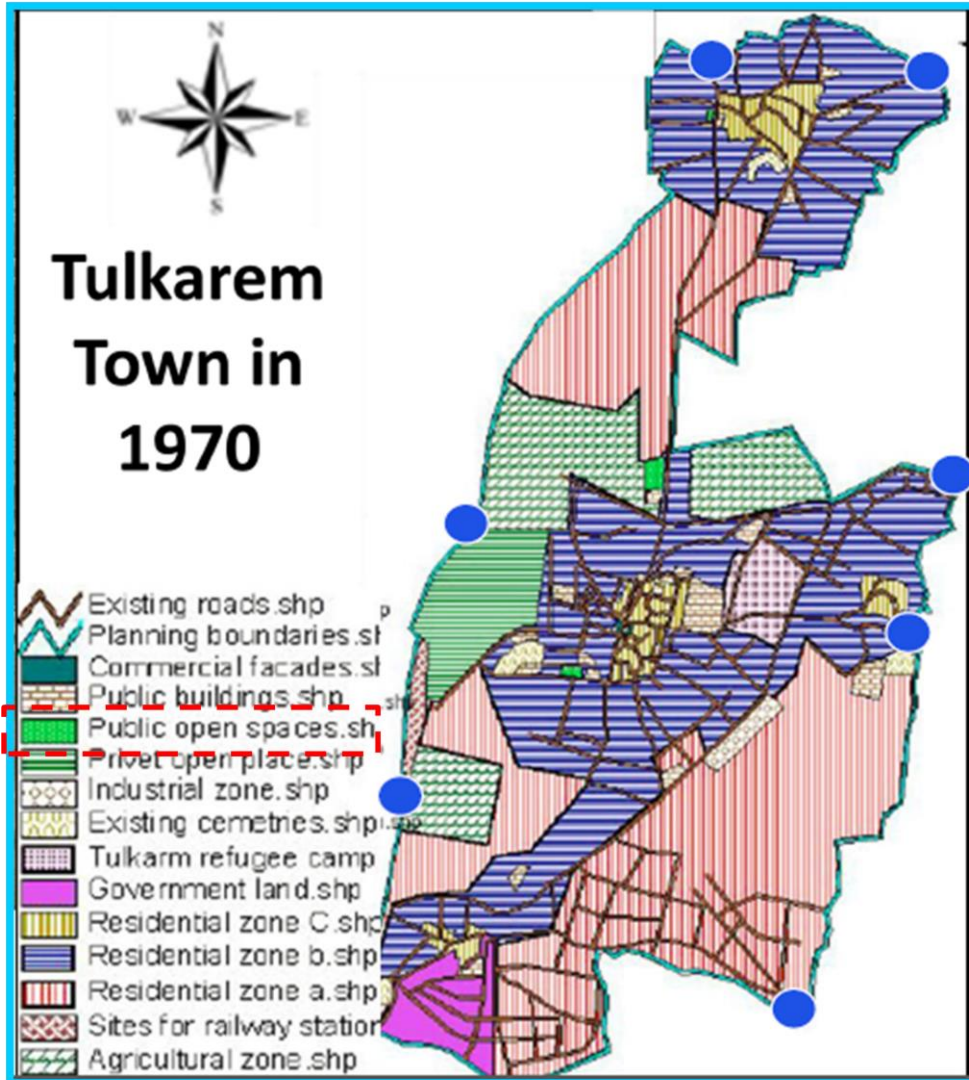 N
W E
S
Tulkarem
Town in
1970
Existing roads.shp
Planning boundaries.sh
Commercial facades.sh
Public buildings.shp
Public open spaces.sh
Privet open place.shp
Industrial zone.shp
Existing cemetries.shp
Tulkarm refugee camp
Government land.shp
Residential zone C.shp
Residential zone b.shp
Residential zone a.shp
Sites for railway station
Agricultural zone.shp